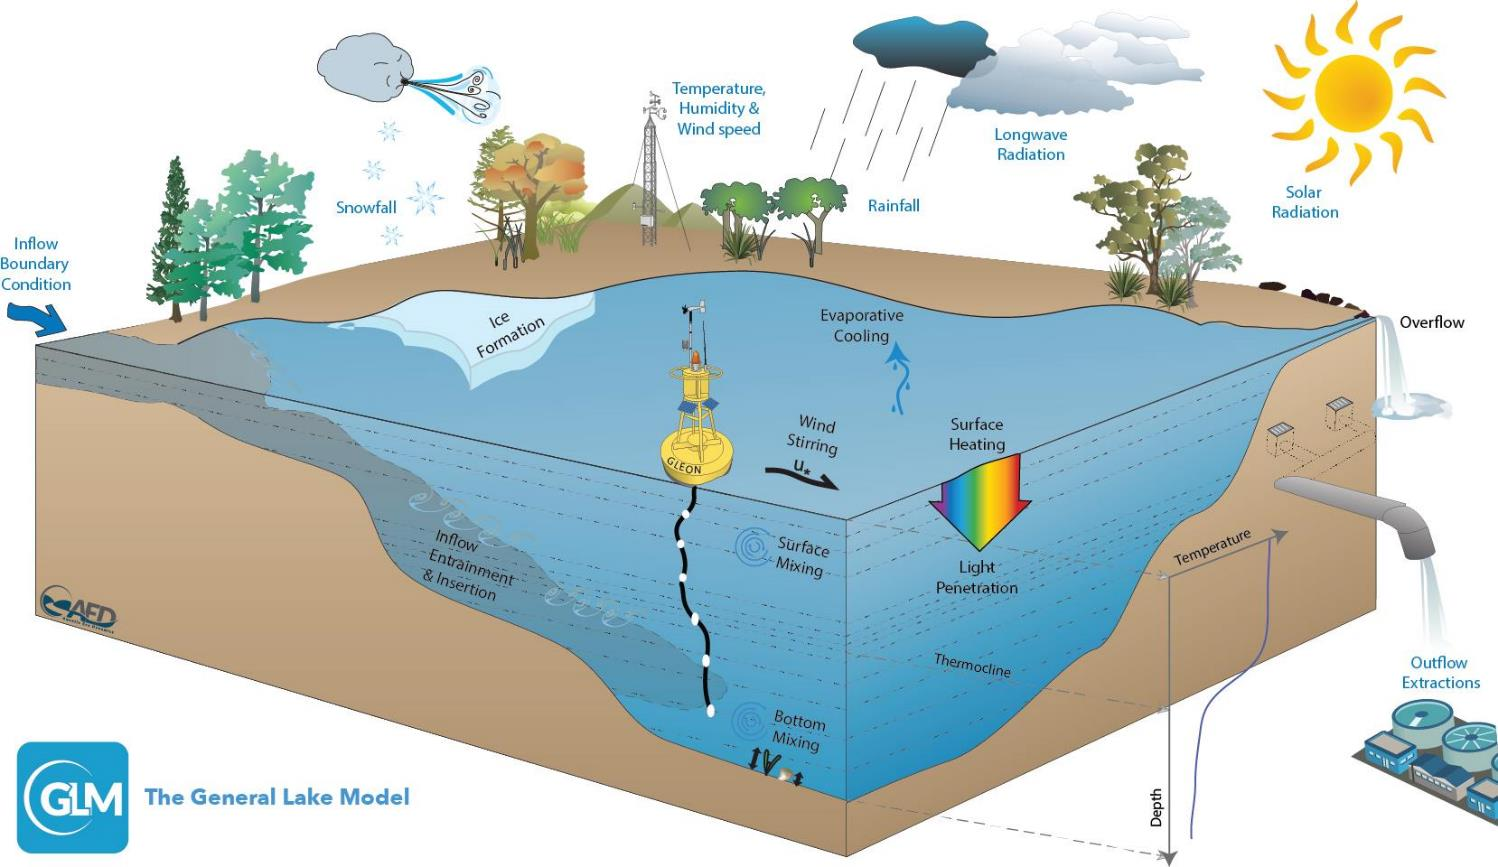 Temperature,
Humidity &
Wind speed
Longwave
Radiation
Solar
Radiation
Snowfall
Rainfall
Inflow
Boundary
Condition
Ice
Formation
Evaporative
Cooling
Overflow
Wind
Stirring
u*
Surface
Heating
GLEON
Surface
Mixing
Inflow
Entrainment
& Insertion
Light
Penetration
Temperature
Thermocline
Outflow
Extractions
Bottom
Mixing
Depth
AED
GLM
The General Lake Model